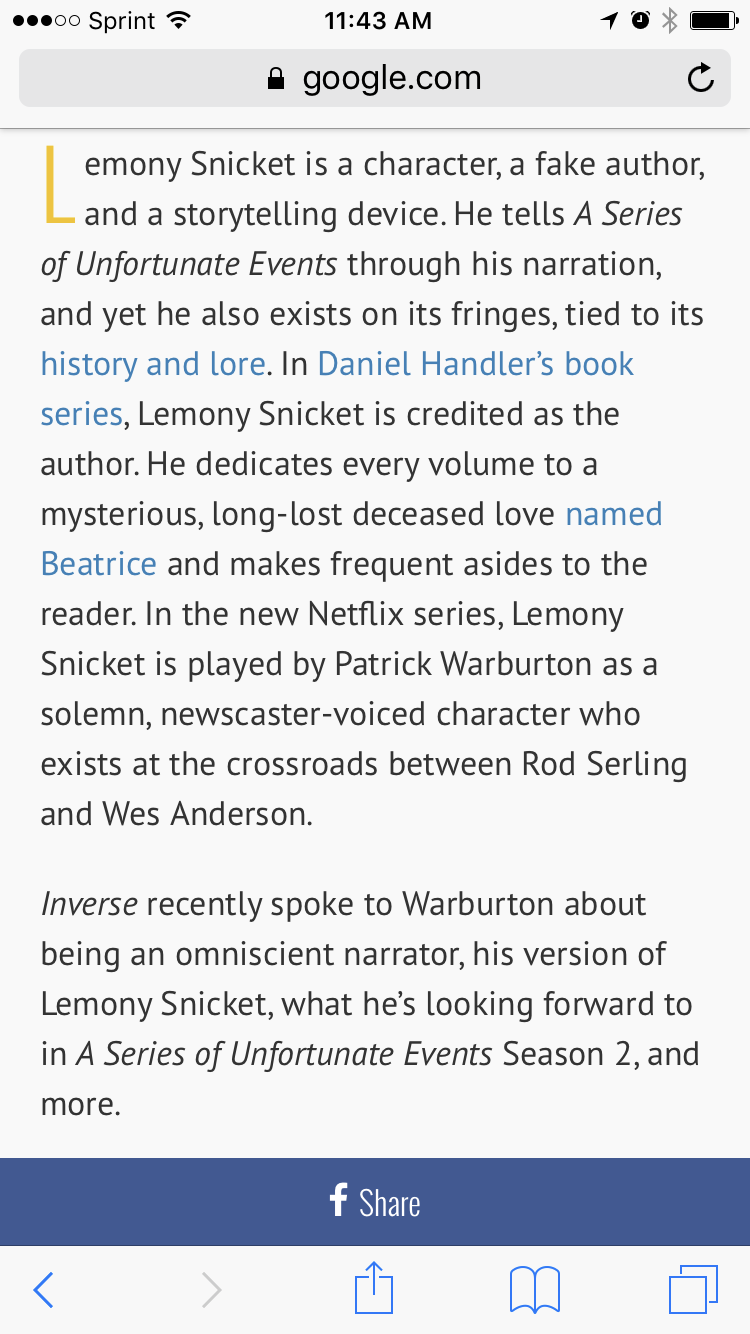 Sprint 11:43 AM
google.com
Lemony Snicket is a character, a fake author,
and a storytelling device. He tells A Series
of Unfortunate Events through his narration,
and yet he also exists on its fringes, tied to its
history and lore. In Daniel Handler’s book
series, Lemony Snicket is credited as the
author. He dedicates every volume to a
mysterious, long-lost deceased love named
Beatrice and makes frequent asides to the
reader. In the new Netflix series, Lemony
Snicket is played by Patrick Warburton as a
solemn, newscaster-voiced character who
exists at the crossroads between Rod Serling
and Wes Anderson.
Inverse recently spoke to Warburton about
being an omniscient narrator, his version of
Lemony Snicket, what he’s looking forward to
in A Series of Unfortunate Events Season 2, and
more.
f Share